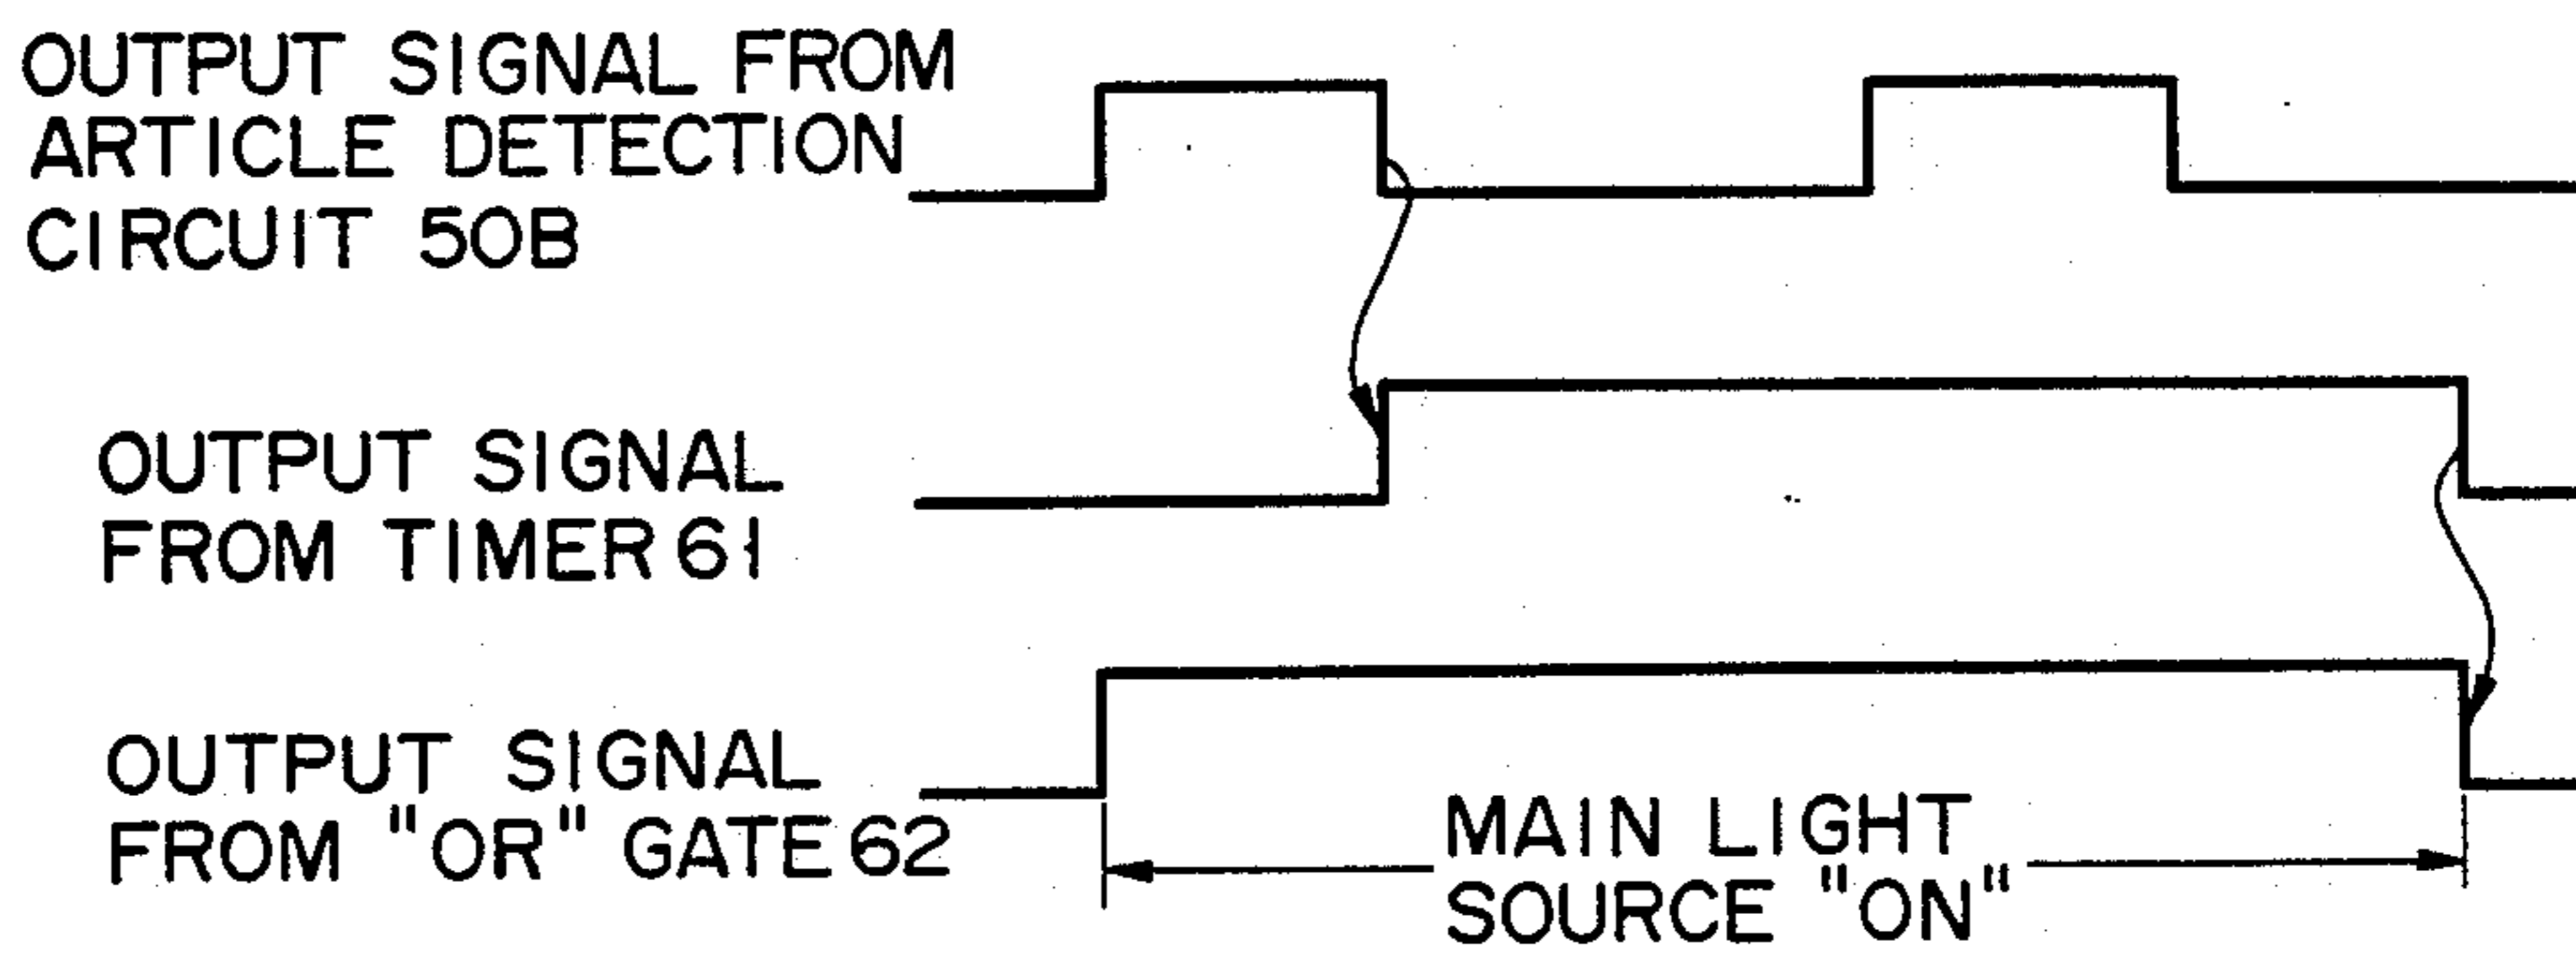 OUTPUT SIGNAL FROM
ARTICLE DETECTION
CIRCUIT 50B
OUTPUT SIGNAL
FROM TIMER 61
OUTPUT SIGNAL
FROM "OR" GATE 62
MAIN LIGHT
SOURCE "ON"